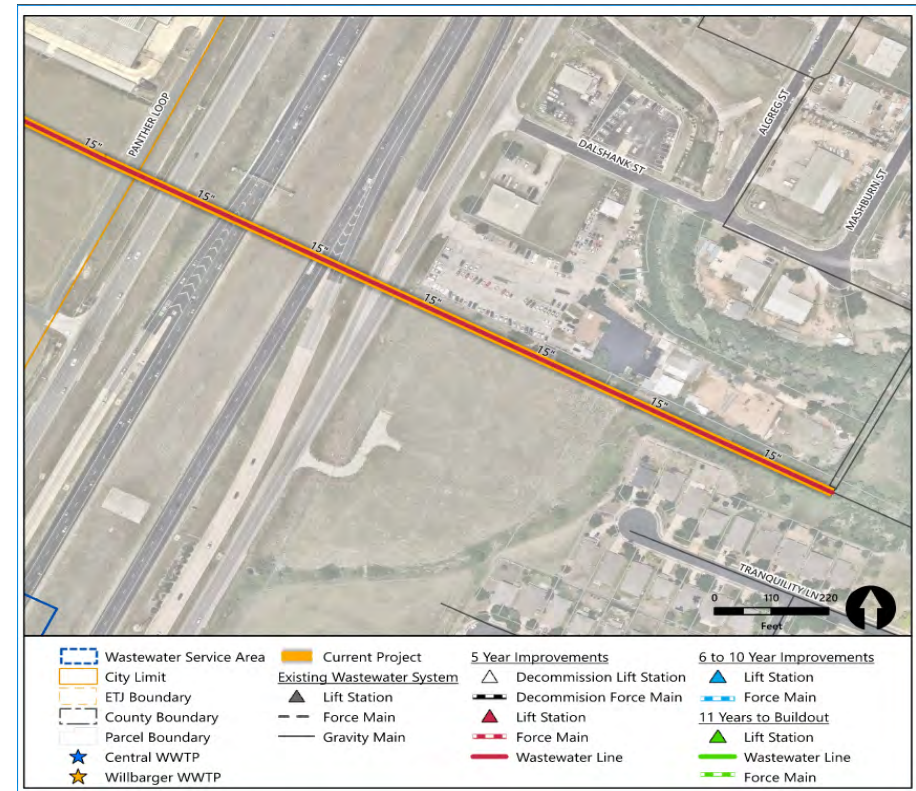 ALGREG ST
PANTHER LOOP
DALSHANK ST
MASHBURN ST
15"
15"
15"
15"
15"
15"
15"
TRANQUILITY LN
0 110 220
Feet
Wastewater Service Area
City Limit
ETJ Boundary
County Boundary
Parcel Boundary
Central WWTP
Willbarger WWTP
Current Project
Existing Wastewater System
Lift Station
Force Main
Gravity Main
5 Year Improvements
Decommission Lift Station
Decommision Force Main
Lift Station
Force Main
Wastewater Line
6 to 10 Year Improvements
Lift Station
Force Main
11 Years to Buildout
Lift Station
Wastewater Line
Force Main